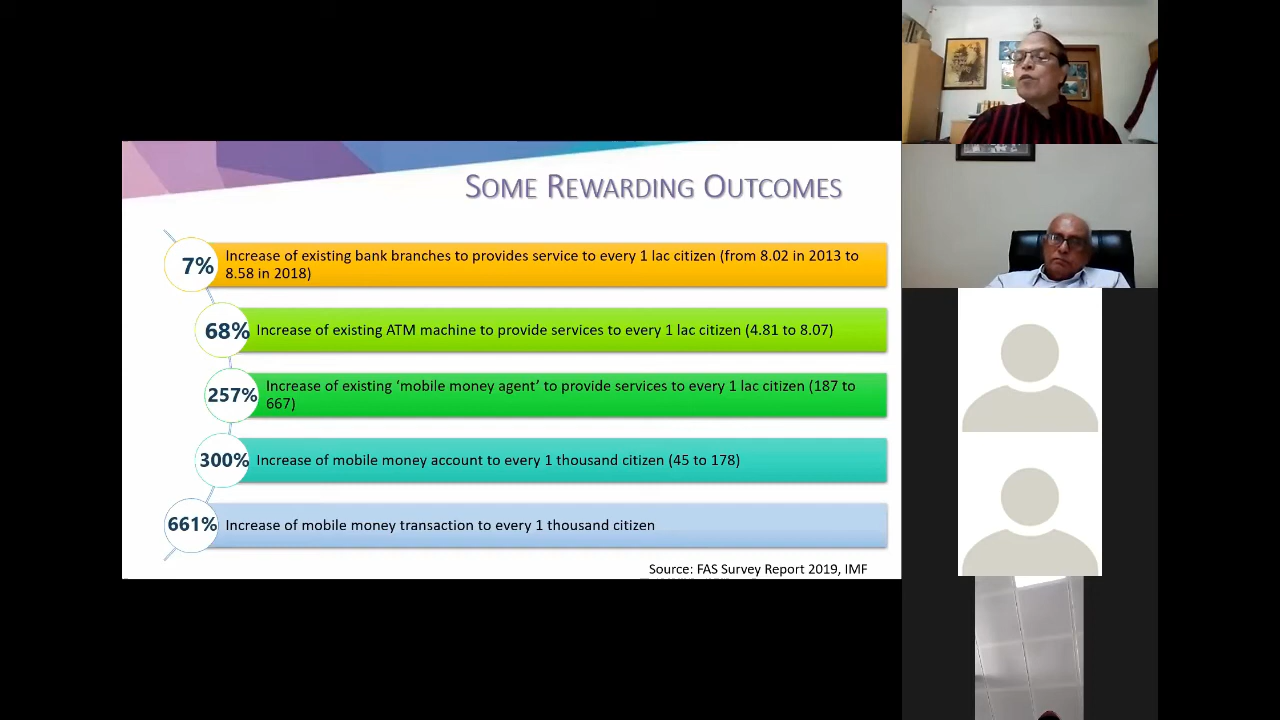 SOME REWARDING OUTCOMES
7%
Increase of existing bank branches to provides service to every 1 lac citizen (from 8.02 in 2013 to
8.58 in 2018)
68%
Increase of existing ATM machine to provide services to every 1 lac citizen (4.81 to 8.07)
257%
Increase of existing ‘mobile money agent’ to provide services to every 1 lac citizen (187 to
667)
300%
Increase of mobile money account to every 1 thousand citizen (45 to 178)
661%
Increase of mobile money transaction to every 1 thousand citizen
Source: FAS Survey Report 2019, IMF